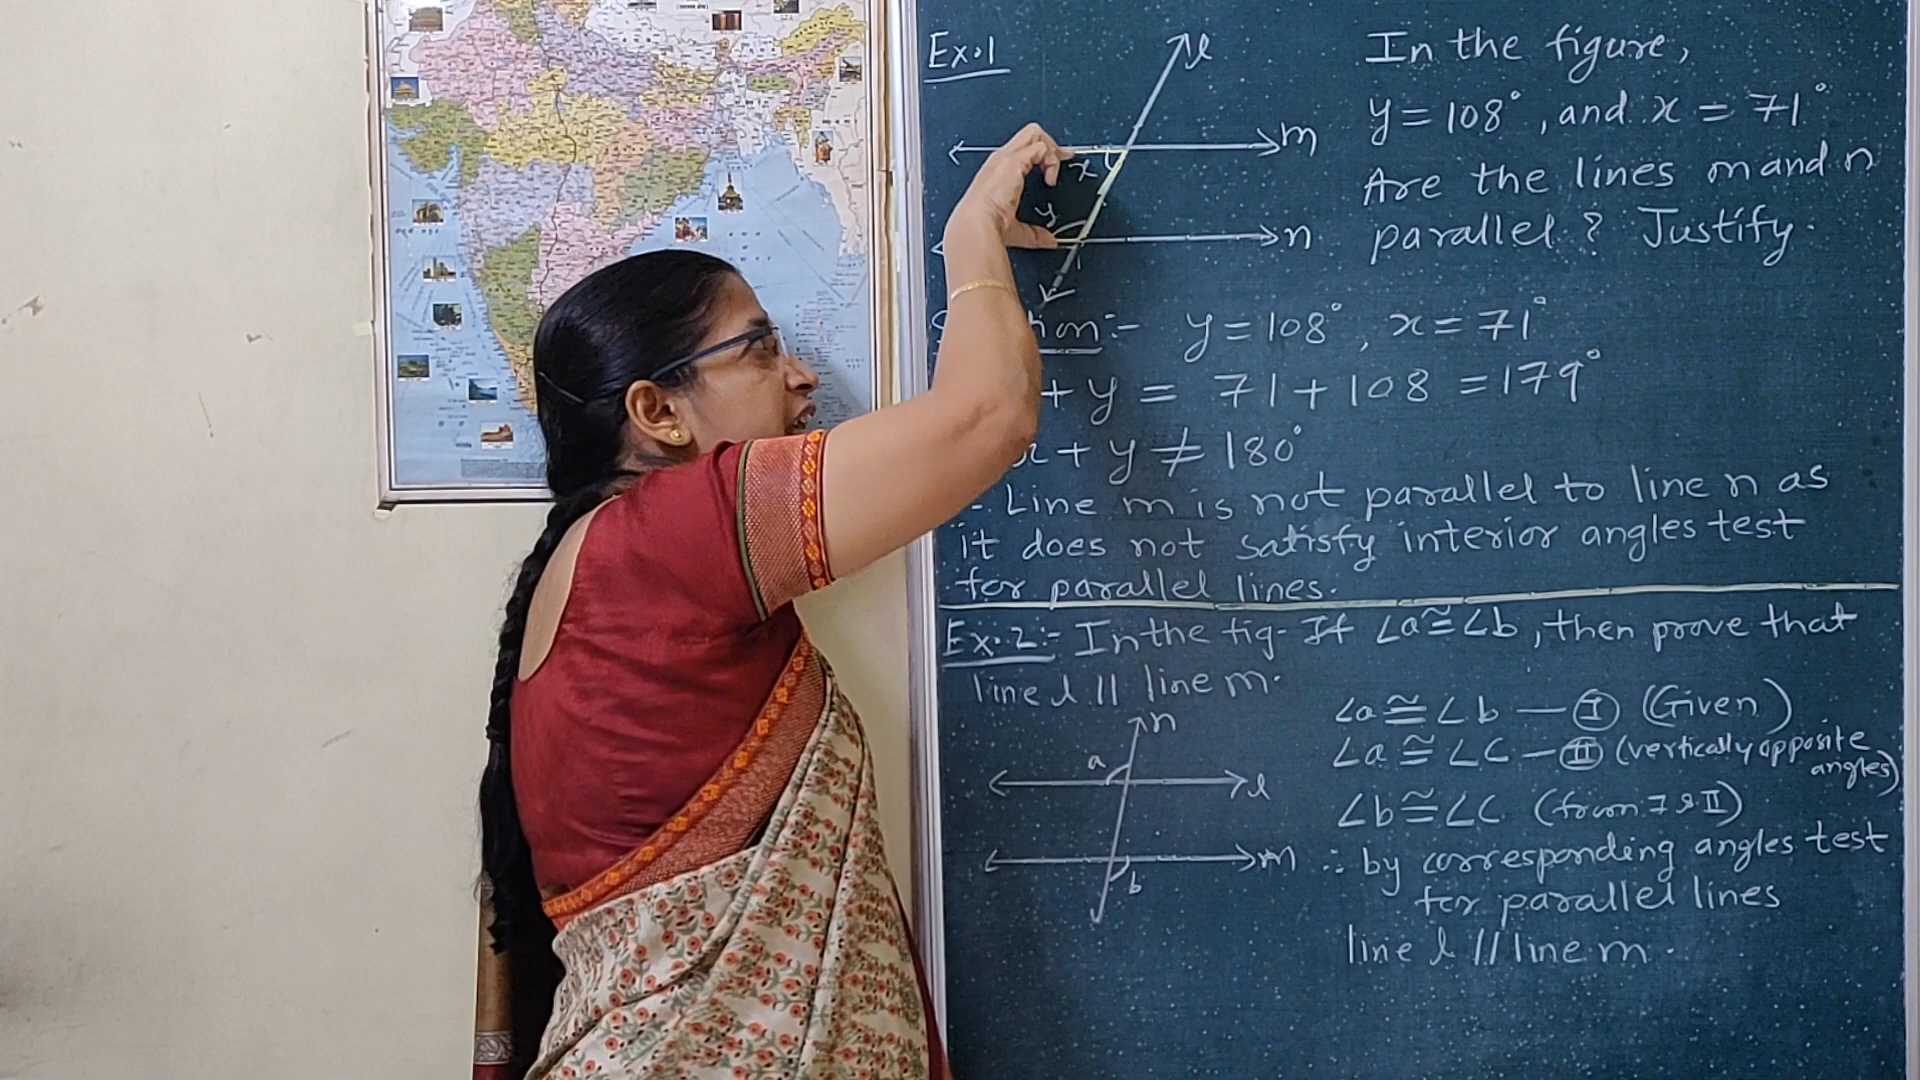 Ex.1
l
m
x
y
n
In the figure,
y = 108°, and x = 71°
Are the lines m and n
parallel? Justify.
:- y = 108°, x = 71°
+ y = 71 + 108 = 179°
x + y ≠ 180°
∴ Line m is not parallel to line n as
it does not satisfy interior angles test
for parallel lines.
Ex. 2:- In the fig. If ∠a ≅ ∠b, then prove that
line l || line m.
n
a
l
m
b
∠a ≅ ∠b — Ⓘ (Given)
∠a ≅ ∠c — Ⓘⓘ (vertically opposite
angles)
∠b ≅ ∠c (from I & II)
∴ by corresponding angles test
for parallel lines
line l || line m.